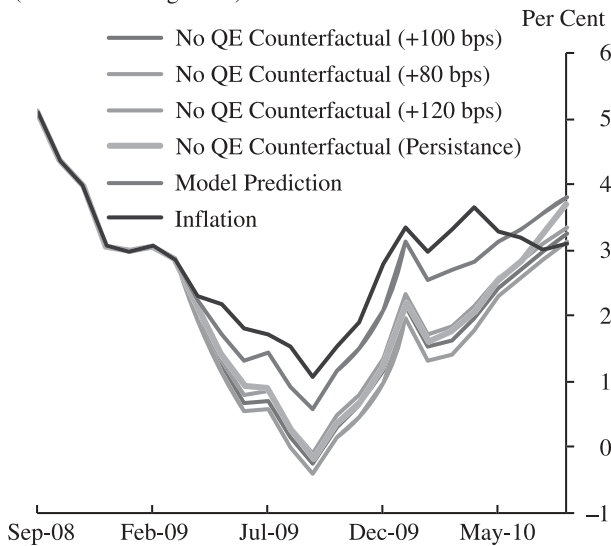 Per Cent
No QE Counterfactual (+100 bps)
No QE Counterfactual (+80 bps)
No QE Counterfactual (+120 bps)
No QE Counterfactual (Persistance)
Model Prediction
Inflation
6
5
4
3
2
1
0
–1
Sep-08 Feb-09 Jul-09 Dec-09 May-10